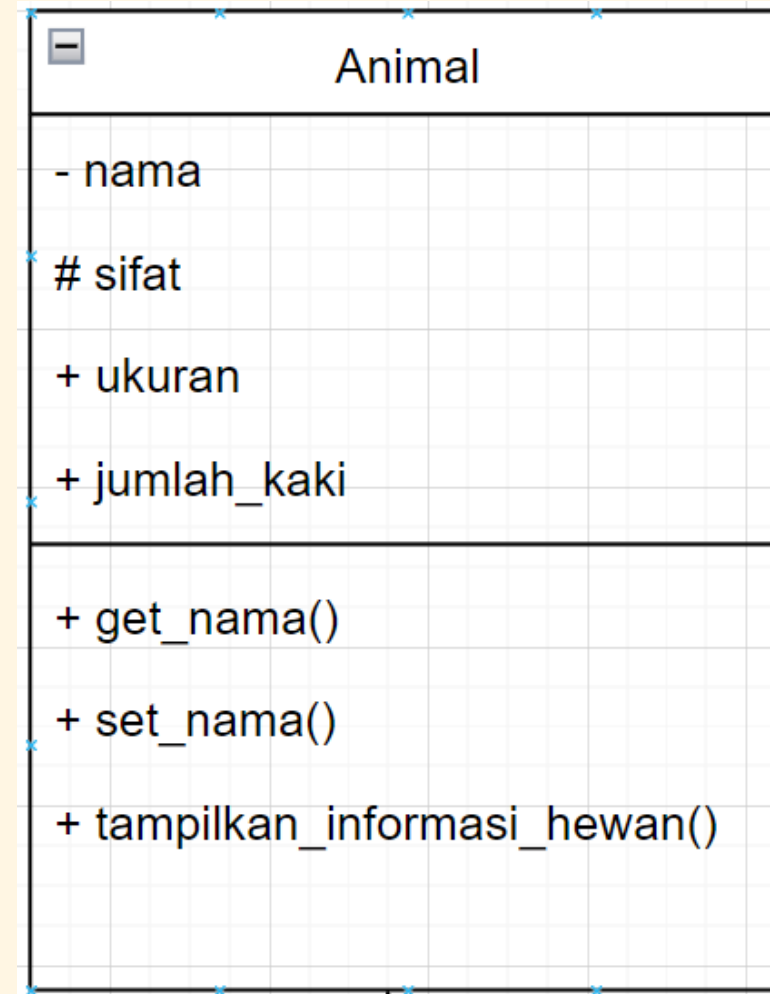 Animal
- nama
# sifat
+ ukuran
+ jumlah_kaki
+ get_nama()
+ set_nama()
+ tampilkan_informasi_hewan()